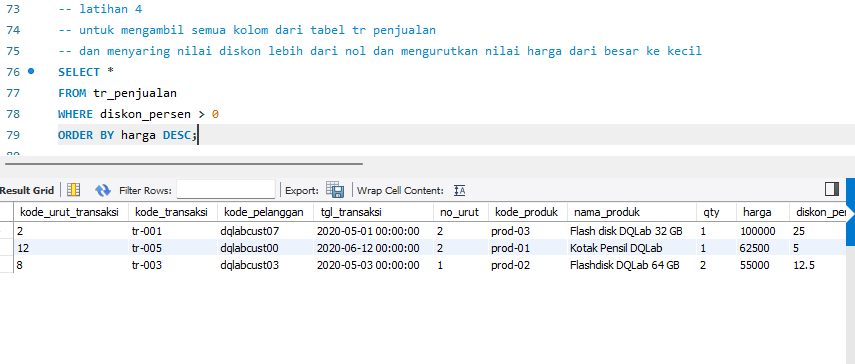 73 -- latihan 4
74 -- untuk mengambil semua kolom dari tabel tr penjualan
75 -- dan menyaring nilai diskon lebih dari nol dan mengurutkan nilai harga dari besar ke kecil
76 SELECT *
77 FROM tr_penjualan
78 WHERE diskon_persen > 0
79 ORDER BY harga DESC;
Result Grid Filter Rows: Export: Wrap Cell Content:
kode_urut_transaksi kode_transaksi kode_pelanggan tgl_transaksi no_urut kode_produk nama_produk qty harga diskon_per
2 tr-001 dqlabcust07 2020-05-01 00:00:00 2 prod-03 Flash disk DQLab 32 GB 1 100000 25
12 tr-005 dqlabcust00 2020-06-12 00:00:00 2 prod-01 Kotak Pensil DQLab 1 62500 5
8 tr-003 dqlabcust03 2020-05-03 00:00:00 1 prod-02 Flashdisk DQLab 64 GB 2 55000 12.5